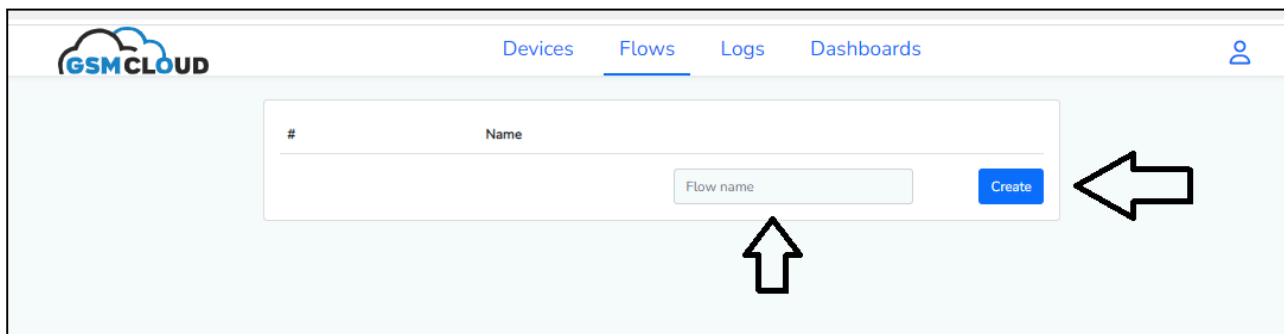 GSMCLOUD
Devices Flows Logs Dashboards
# Name
Flow name Create